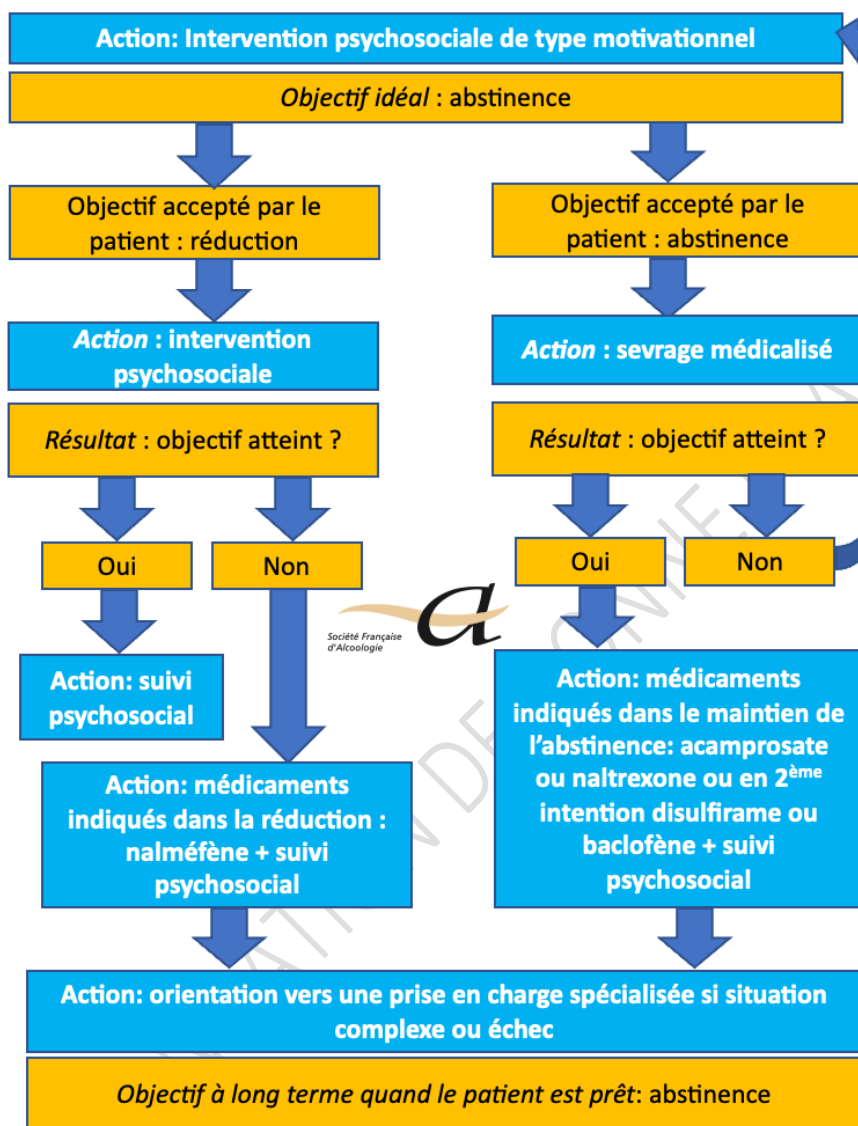 Action: Intervention psychosociale de type motivationnel
Objectif idéal : abstinence
Objectif accepté par le
patient : réduction
Objectif accepté par le
patient : abstinence
Action : intervention
psychosociale
Action : sevrage médicalisé
Résultat : objectif atteint ?
Résultat : objectif atteint ?
Oui
Non
Oui
Non
Société Française
d'Alcoologie
a
Action: suivi
psychosocial
Action: médicaments
indiqués dans le maintien de
l'abstinence: acamprosate
ou naltrexone ou en 2ème
intention disulfirame ou
baclofène + suivi
psychosocial
Action: médicaments
indiqués dans la réduction :
nalméfène + suivi
psychosocial
Action: orientation vers une prise en charge spécialisée si situation
complexe ou échec
Objectif à long terme quand le patient est prêt: abstinence